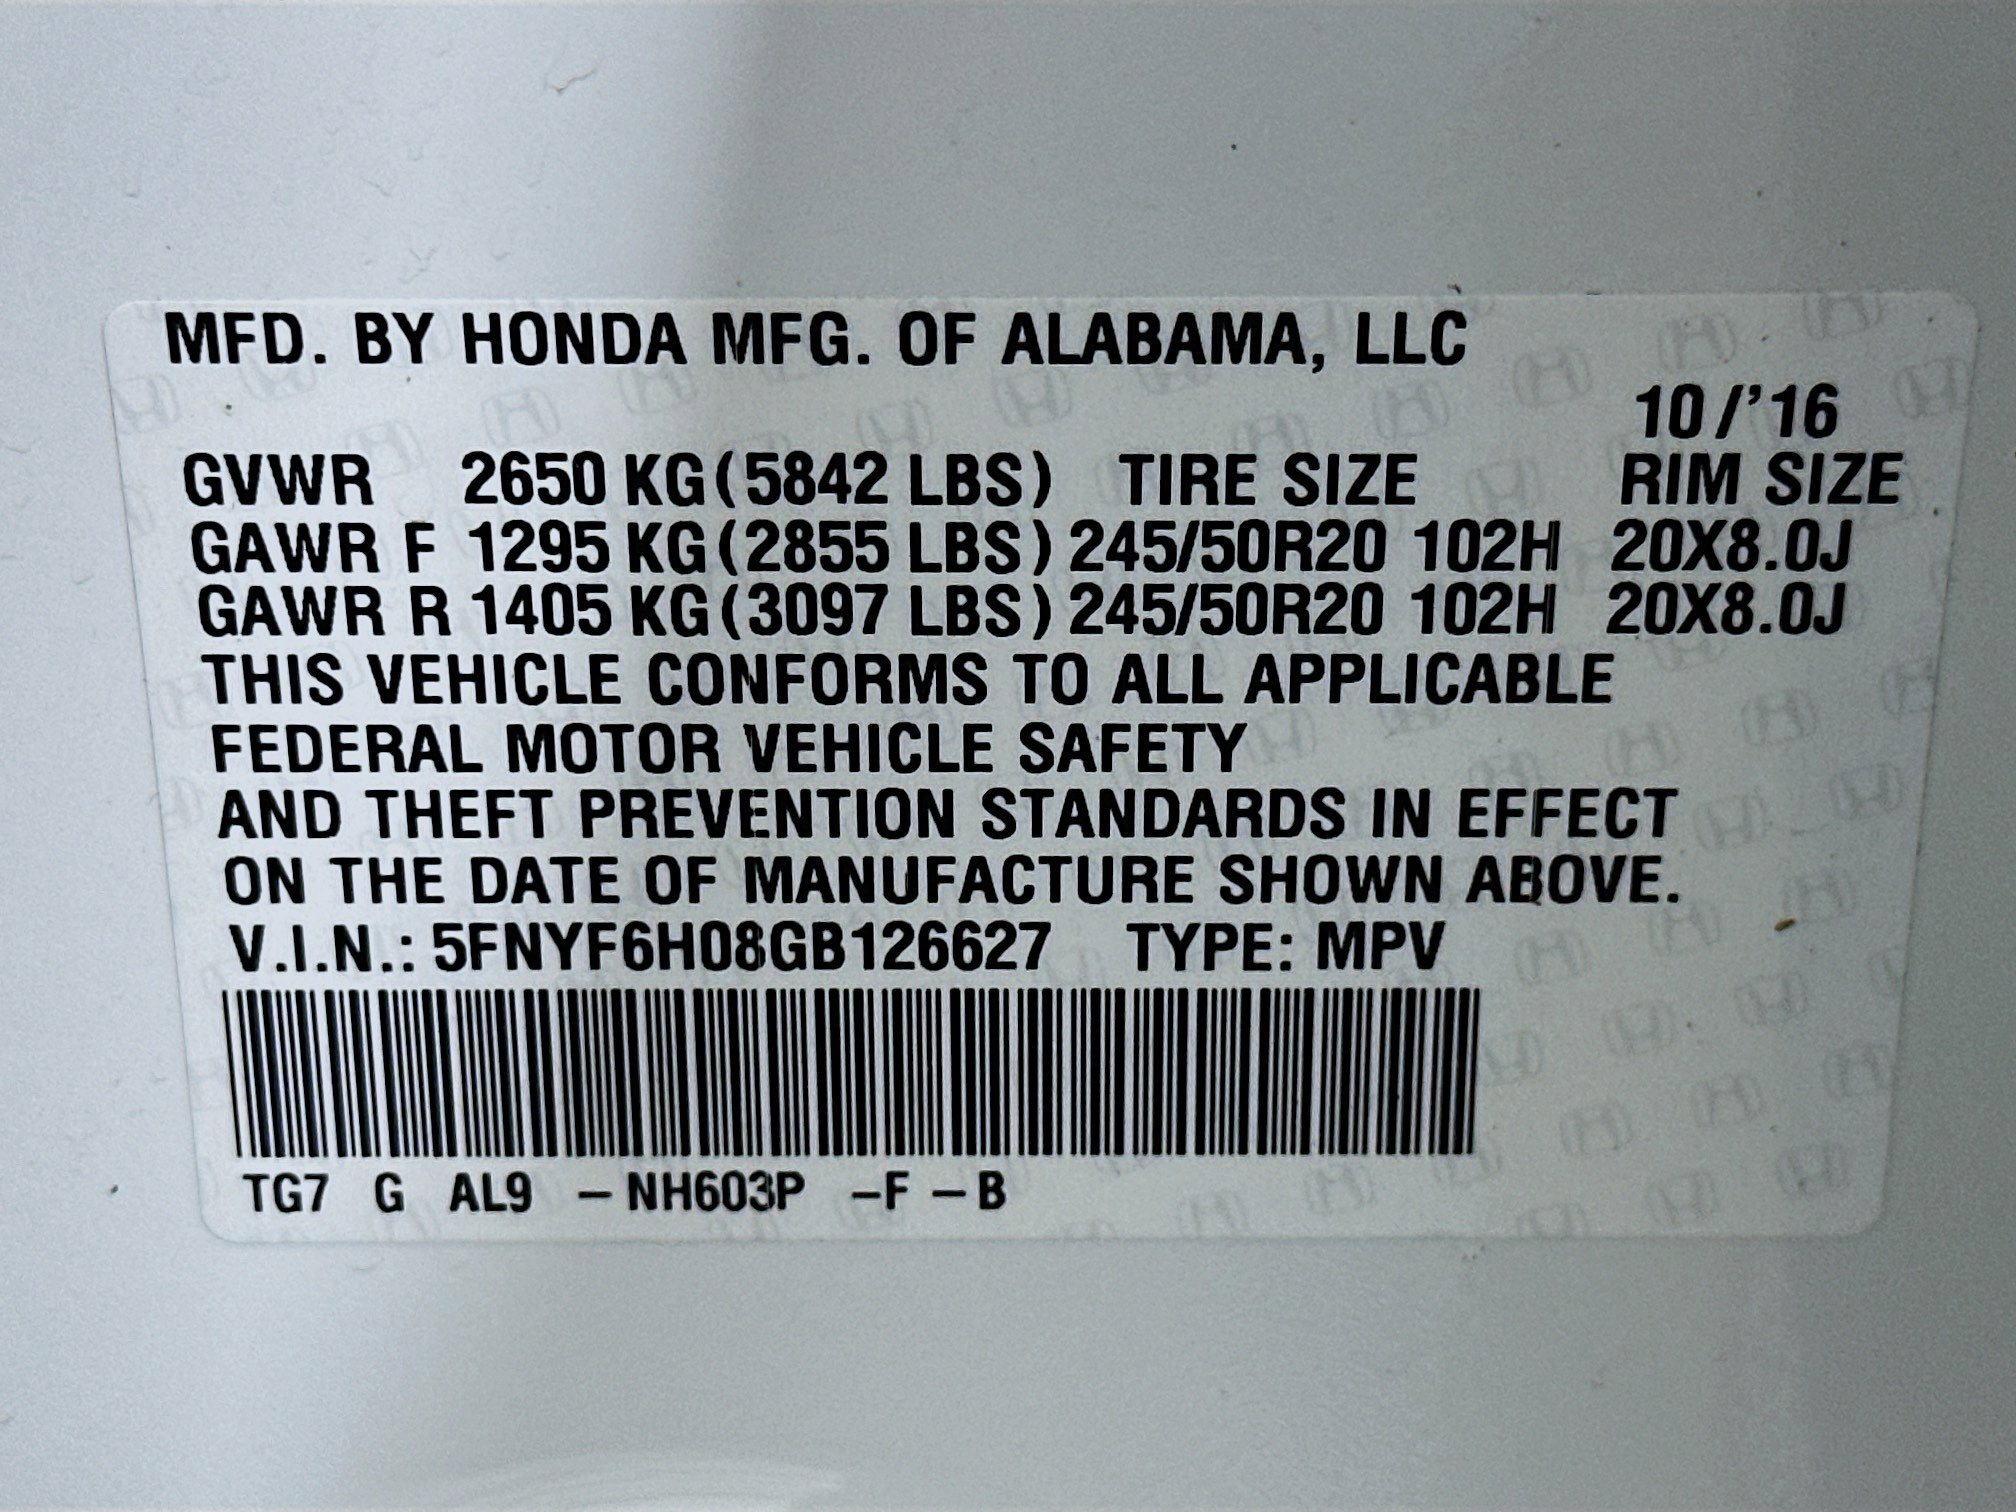 MFD. BY HONDA MFG. OF ALABAMA, LLC
10/'16
GVWR 2650 KG(5842 LBS) TIRE SIZE RIM SIZE
GAWR F 1295 KG(2855 LBS) 245/50R20 102H 20X8.0J
GAWR R 1405 KG(3097 LBS) 245/50R20 102H 20X8.0J
THIS VEHICLE CONFORMS TO ALL APPLICABLE
FEDERAL MOTOR VEHICLE SAFETY
AND THEFT PREVENTION STANDARDS IN EFFECT
ON THE DATE OF MANUFACTURE SHOWN ABOVE.
V.I.N.: 5FNYF6H08GB126627 TYPE: MPV
TG7 G AL9 –NH603P –F –B